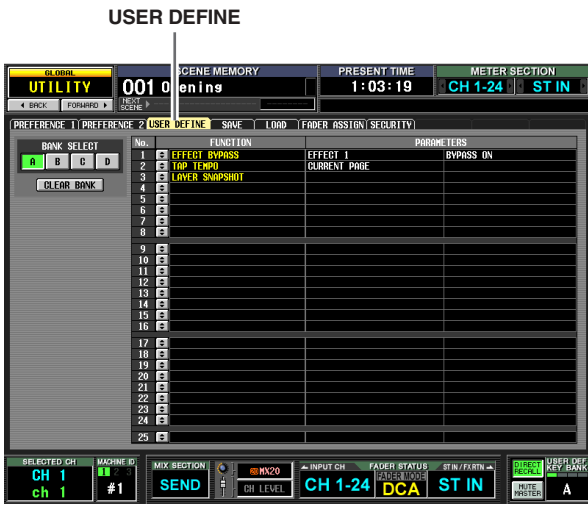 USER DEFINE
GLOBAL
UTILITY
BACK FORWARD
SCENE MEMORY
001 Opening
NEXT SCENE
PRESENT TIME
1:03:19
METER SECTION
CH 1-24 ST IN
PREFERENCE 1 PREFERENCE 2 USER DEFINE SAVE LOAD FADER ASSIGN SECURITY
BANK SELECT
A B C D
CLEAR BANK
No. FUNCTION PARAMETERS
1 EFFECT BYPASS EFFECT 1 BYPASS ON
2 TAP TEMPO CURRENT PAGE
3 LAYER SNAPSHOT
4
5
6
7
8
9
10
11
12
13
14
15
16
17
18
19
20
21
22
23
24
25
SELECTED CH
CH 1
ch 1
MACHINE ID
1 2 3
#1
MIX SECTION
SEND
MX20
CH LEVEL
INPUT CH FADER STATUS ST IN/FXRTN
CH 1-24
FADER MODE
DCA
ST IN
DIRECT RECALL
MUTE MASTER
USER DEF
KEY BANK
A